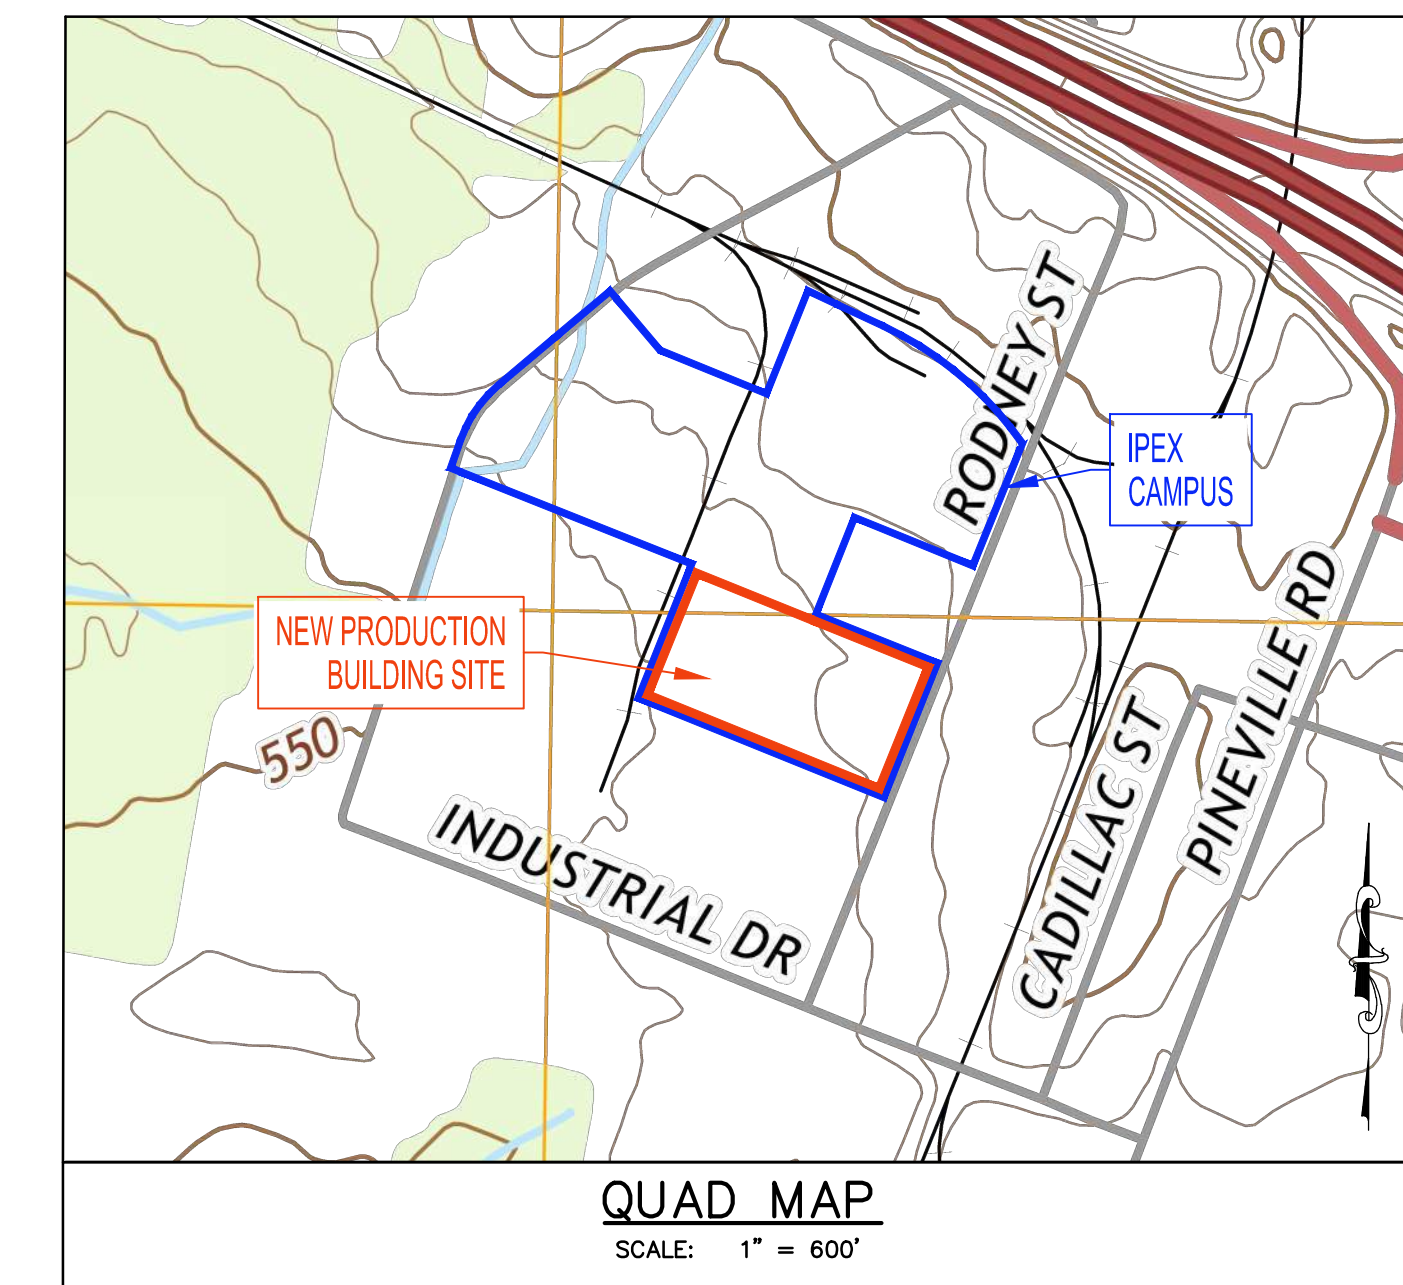 RODNEY ST
IPEX
CAMPUS
NEW PRODUCTION
BUILDING SITE
PINEVILLE RD
550
CADILLAC ST
INDUSTRIAL DR
QUAD MAP
SCALE: 1" = 600'